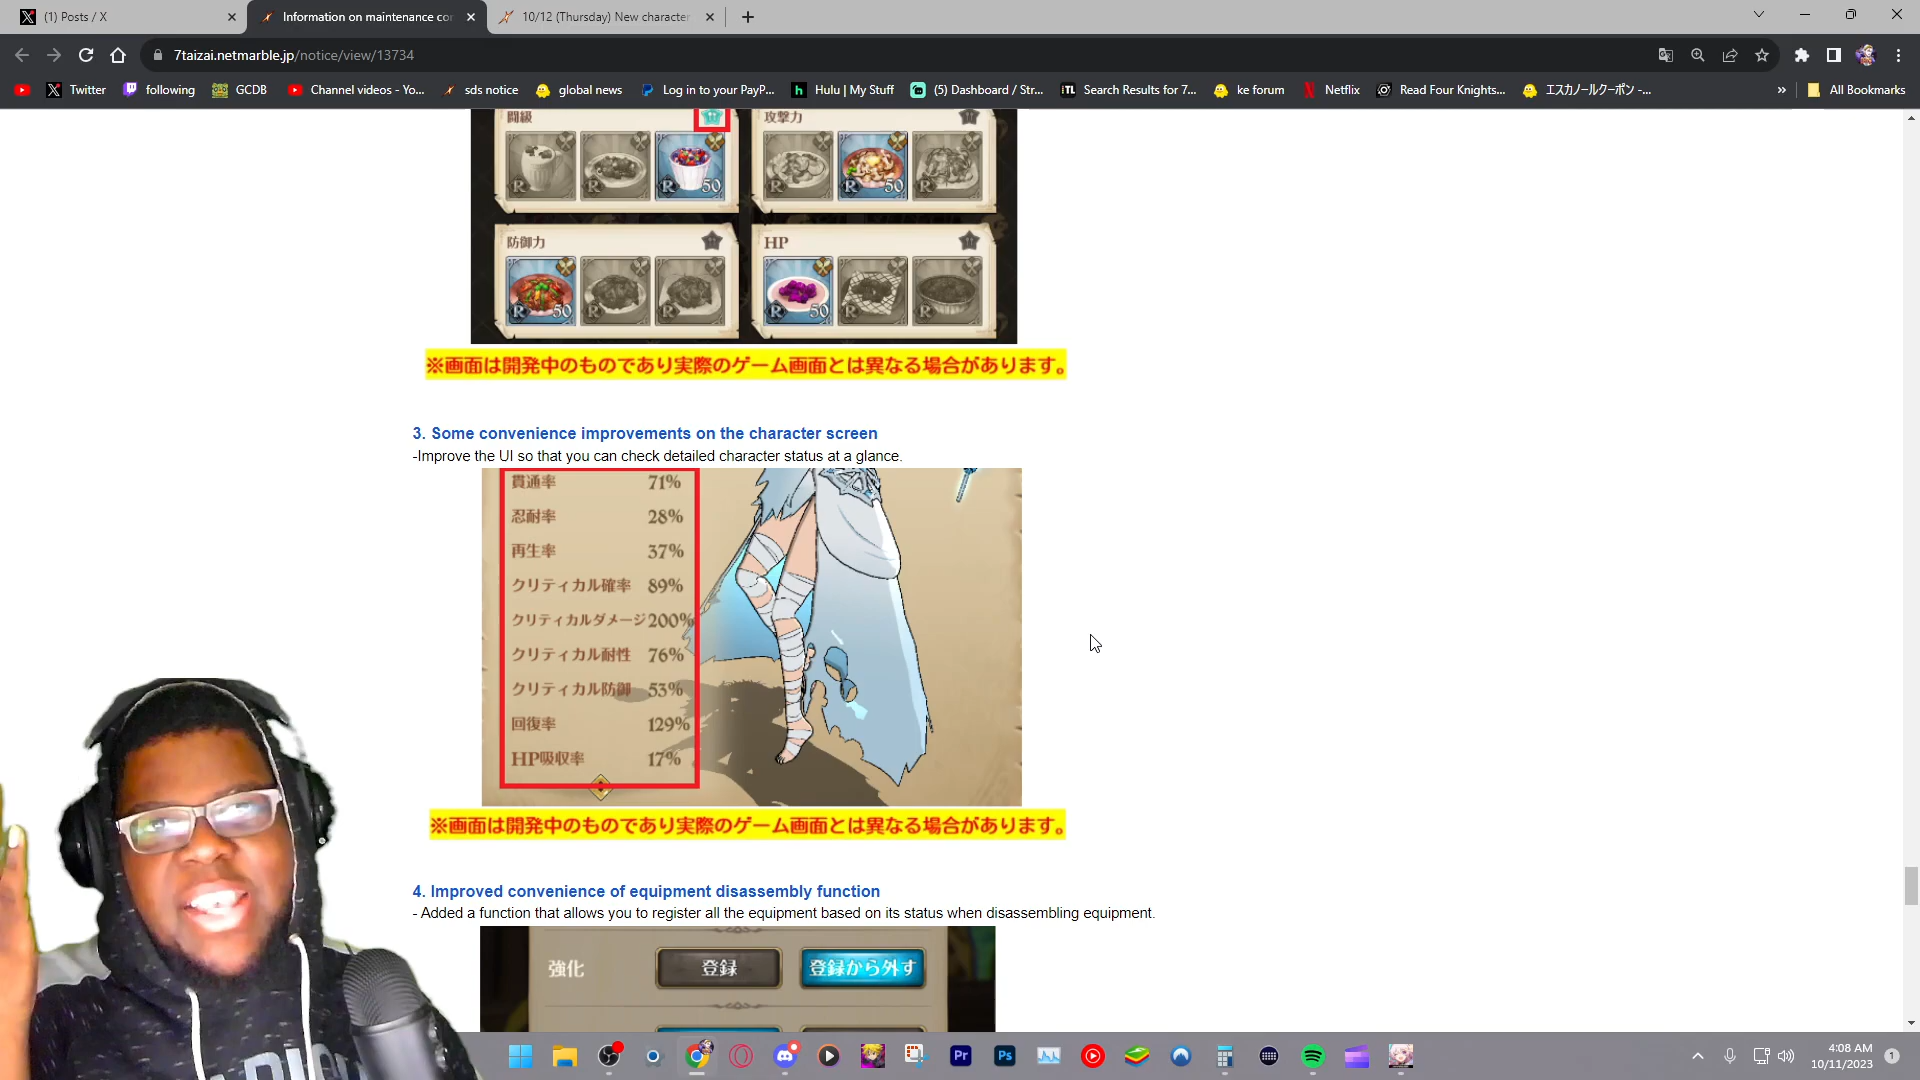 (1) Posts / X
Information on maintenance cor
10/12 (Thursday) New character
7taizai.netmarble.jp/notice/view/13734
Twitter
following
GCDB
Channel videos - Yo...
sds notice
global news
Log in to your PayP...
Hulu | My Stuff
(5) Dashboard / Str...
Search Results for 7...
ke forum
Netflix
Read Four Knights...
エスカノールクーポン -...
»
All Bookmarks
闘級
攻撃力
R
R
R 50
R
R 50
R
防御力
HP
R 50
R
R
R 50
R
R
※画面は開発中のものであり実際のゲーム画面とは異なる場合があります。
3. Some convenience improvements on the character screen
-Improve the UI so that you can check detailed character status at a glance.
貫通率 71%
忍耐率 28%
再生率 37%
クリティカル確率 89%
クリティカルダメージ 200%
クリティカル耐性 76%
クリティカル防御 53%
回復率 129%
HP吸収率 17%
※画面は開発中のものであり実際のゲーム画面とは異なる場合があります。
4. Improved convenience of equipment disassembly function
- Added a function that allows you to register all the equipment based on its status when disassembling equipment.
強化 登録 登録から外す
Pr
Ps
4:08 AM
10/11/2023
1